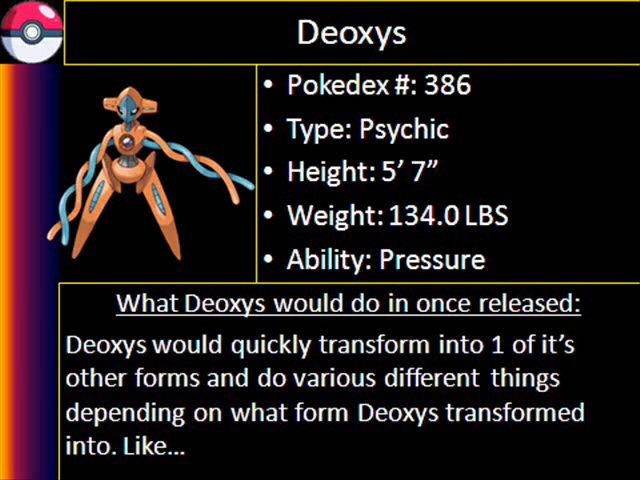 Deoxys
• Pokedex #: 386
• Type: Psychic
• Height: 5’ 7”
• Weight: 134.0 LBS
• Ability: Pressure
What Deoxys would do in once released:
Deoxys would quickly transform into 1 of it’s
other forms and do various different things
depending on what form Deoxys transformed
into. Like...